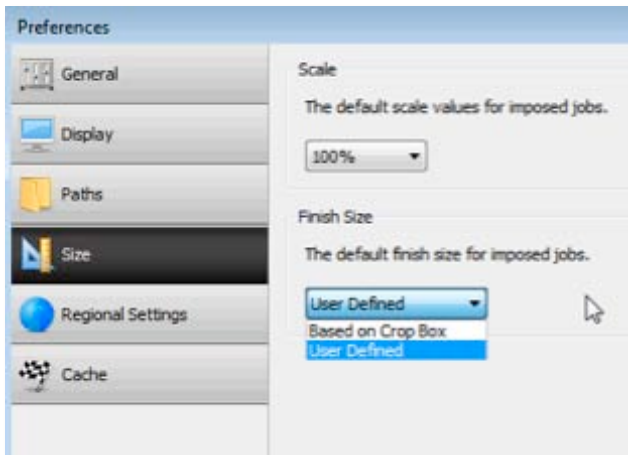 Preferences
General
Display
Paths
Size
Regional Settings
Cache
Scale
The default scale values for imposed jobs.
100%
Finish Size
The default finish size for imposed jobs.
User Defined
Based on Crop Box
User Defined